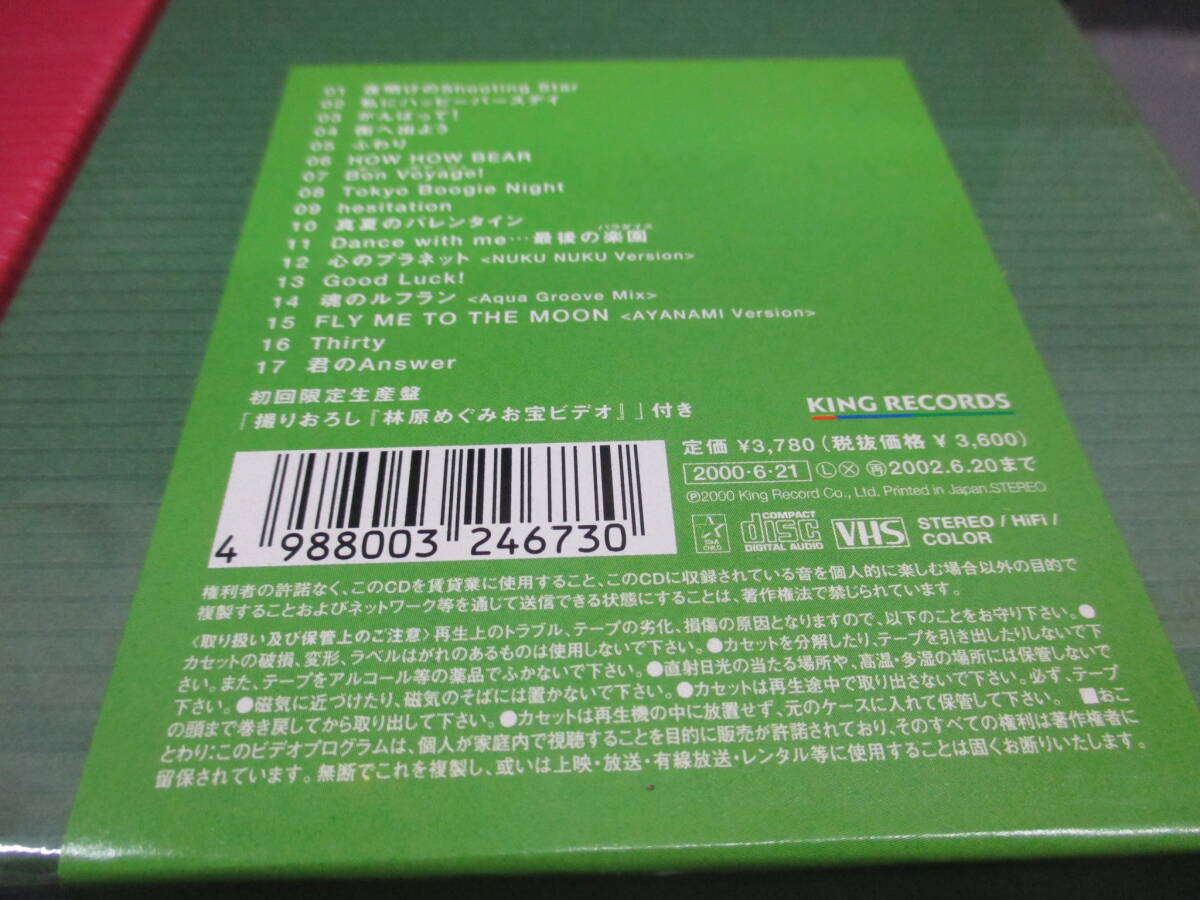 01 夜明けのShooting Star
02 私にハッピーバースデイ
03 がんばって!
04 街へ出よう
05 ふわり
06 HOW HOW BEAR
07 Bon Voyage!
08 Tokyo Boogie Night
09 hesitation
10 真夏のバレンタイン
パラダイス
11 Dance with me…最後の楽園
12 心のプラネット <NUKU NUKU Version>
13 Good Luck!
14 魂のルフラン <Aqua Groove Mix>
15 FLY ME TO THE MOON <AYANAMI Version>
16 Thirty
17 君のAnswer
初回限定生産盤
「撮りおろし『林原めぐみお宝ビデオ』」付き
KING RECORDS
定価 ¥3,780(税抜価格 ¥ 3,600)
2000・6・21 Ⓛ Ⓧ ㊥2002.6.20まで
Ⓟ2000 King Record Co., Ltd. Printed in Japan.STEREO
STAR CHILD
COMPACT disc DIGITAL AUDIO
VHS
STEREO / HiFi /
COLOR
4 988003 246730
権利者の許諾なく、このCDを賃貸業に使用すること、このCDに収録されている音を個人的に楽しむ場合以外の目的で
複製することおよびネットワーク等を通じて送信できる状態にすることは、著作権法で禁じられています。
〈取り扱い及び保管上のご注意〉再生上のトラブル、テープの劣化、損傷の原因となりますので、以下のことをお守り下さい。●
カセットの破損、変形、ラベルはがれのあるものは使用しないで下さい。●カセットを分解したり、テープを引き出したりしないで下
さい。また、テープをアルコール等の薬品でふかないで下さい。●直射日光の当たる場所や、高温・多湿の場所には保管しないで
下さい。●磁気に近づけたり、磁気のそばには置かないで下さい。●カセットは再生途中で取り出さないで下さい。必ず、テープ
の頭まで巻き戻してから取り出して下さい。●カセットは再生機の中に放置せず、元のケースに入れて保管して下さい。■おこ
とわり:このビデオプログラムは、個人が家庭内で視聴することを目的に販売が許諾されており、そのすべての権利は著作権者に
留保されています。無断でこれを複製し、或いは上映・放送・有線放送・レンタル等に使用することは固くお断りいたします。